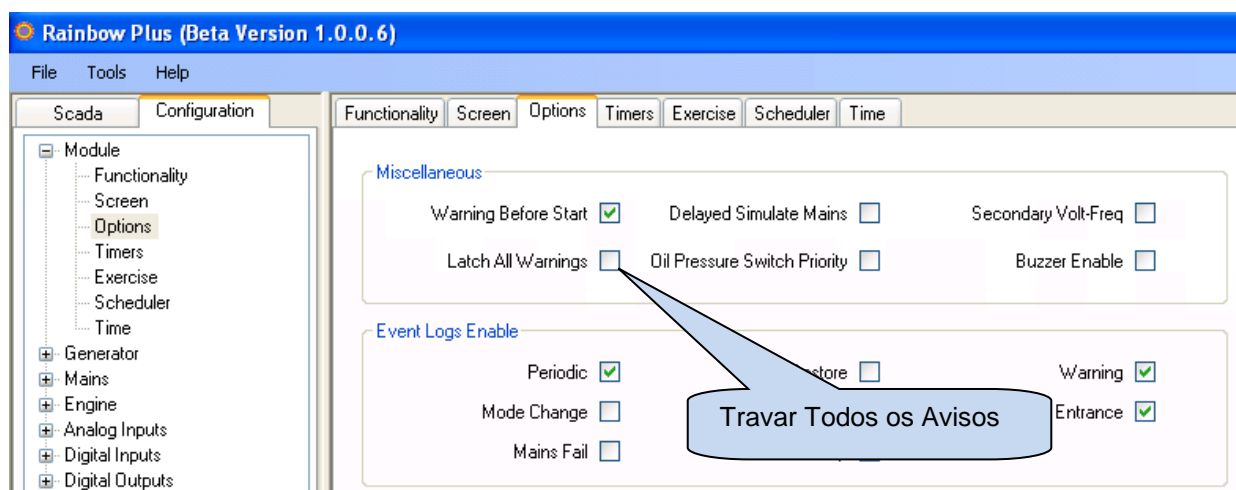 Rainbow Plus (Beta Version 1.0.0.6)
File Tools Help
Scada Configuration
Functionality Screen Options Timers Exercise Scheduler Time
Module
Functionality
Screen
Options
Timers
Exercise
Scheduler
Time
Generator
Mains
Engine
Analog Inputs
Digital Inputs
Digital Outputs
Miscellaneous
Warning Before Start Delayed Simulate Mains Secondary Volt-Freq
Latch All Warnings Oil Pressure Switch Priority Buzzer Enable
Event Logs Enable
Periodic Warning
Mode Change Entrance
Mains Fail
Travar Todos os Avisos